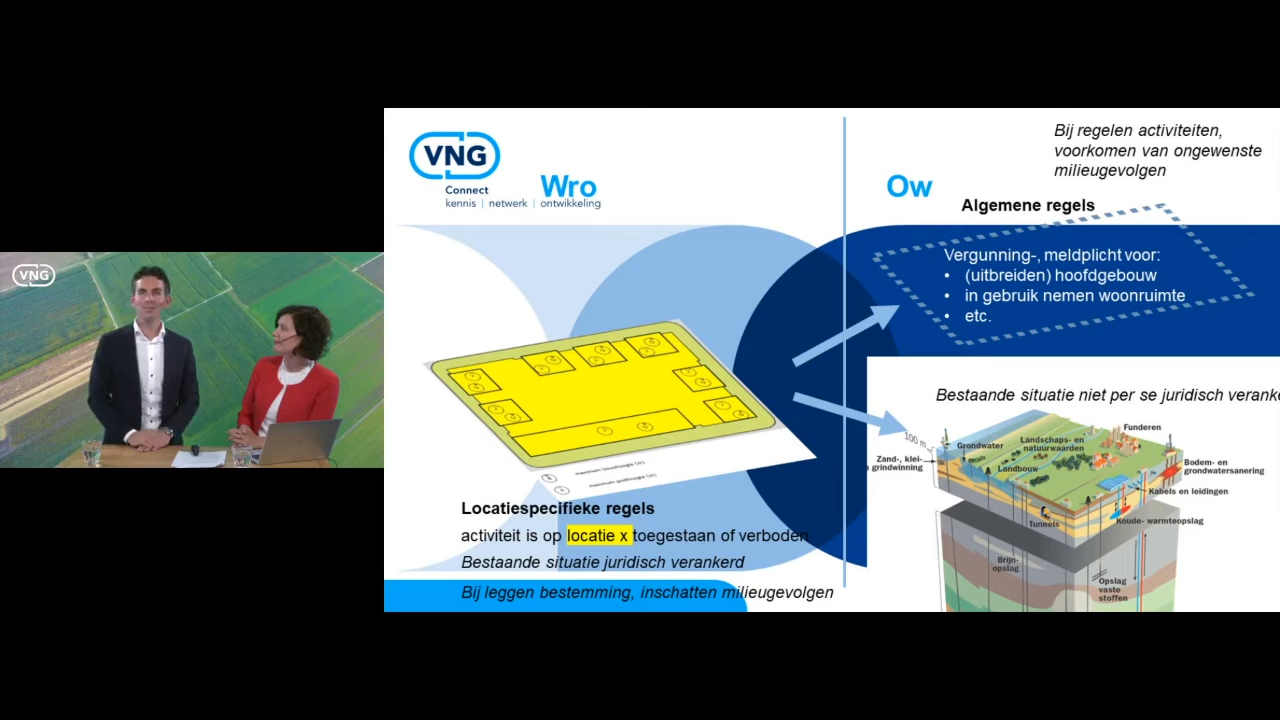 VNG
VNG
Connect
kennis | netwerk | ontwikkeling
Wro
Locatiespecifieke regels
activiteit is op locatie x toegestaan of verboden
Bestaande situatie juridisch verankerd
Bij leggen bestemming, inschatten milieugevolgen
Ow
Bij regelen activiteiten,
voorkomen van ongewenste
milieugevolgen
Algemene regels
Vergunning-, meldplicht voor:
• (uitbreiden) hoofdgebouw
• in gebruik nemen woonruimte
• etc.
Bestaande situatie niet per se juridisch veranke
100 m
Funderen
Grondwater
Landschaps- en
natuurwaarden
Zand-, klei-
grindwinning
Landbouw
Bodem- en
grondwatersanering
Kabels en leidingen
Tunnels
Koude- warmteopslag
Brijn-
opslag
Opslag
vaste
stoffen